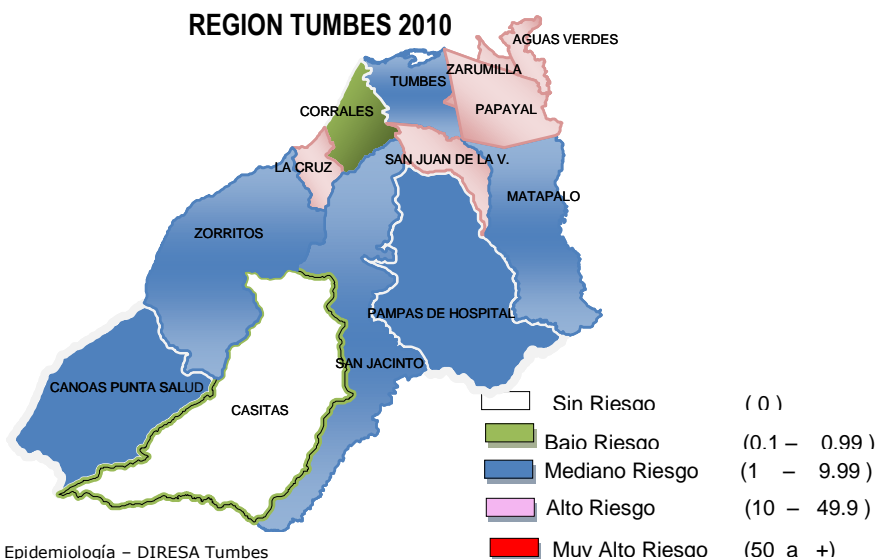 REGION TUMBES 2010
AGUAS VERDES
ZARUMILLA
TUMBES
PAPAYAL
CORRALES
SAN JUAN DE LA V.
LA CRUZ
MATAPALO
ZORRITOS
PAMPAS DE HOSPITAL
SAN JACINTO
CANOAS PUNTA SALUD
CASITAS
Sin Riesgo ( 0 )
Bajo Riesgo (0.1 – 0.99 )
Mediano Riesgo (1 – 9.99 )
Alto Riesgo (10 – 49.9 )
Muy Alto Riesgo (50 a +)
Epidemiología – DIRESA Tumbes